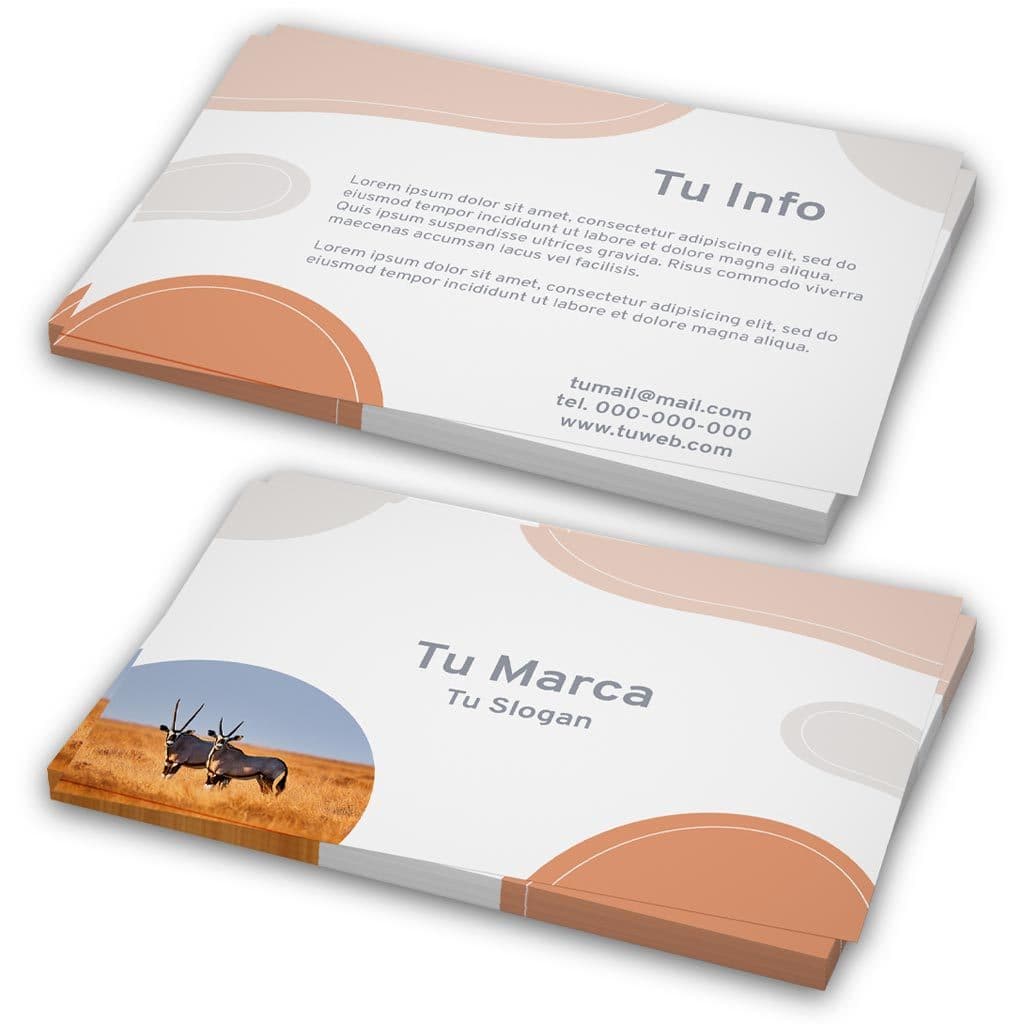 Tu Info
Lorem ipsum dolor sit amet, consectetur adipiscing elit, sed do
eiusmod tempor incididunt ut labore et dolore magna aliqua.
Quis ipsum suspendisse ultrices gravida. Risus commodo viverra
maecenas accumsan lacus vel facilisis.
Lorem ipsum dolor sit amet, consectetur adipisicing elit, sed do
eiusmod tempor incididunt ut labore et dolore magna aliqua.
tumail@mail.com
tel. 000-000-000
www.tuweb.com
Tu Marca
Tu Slogan